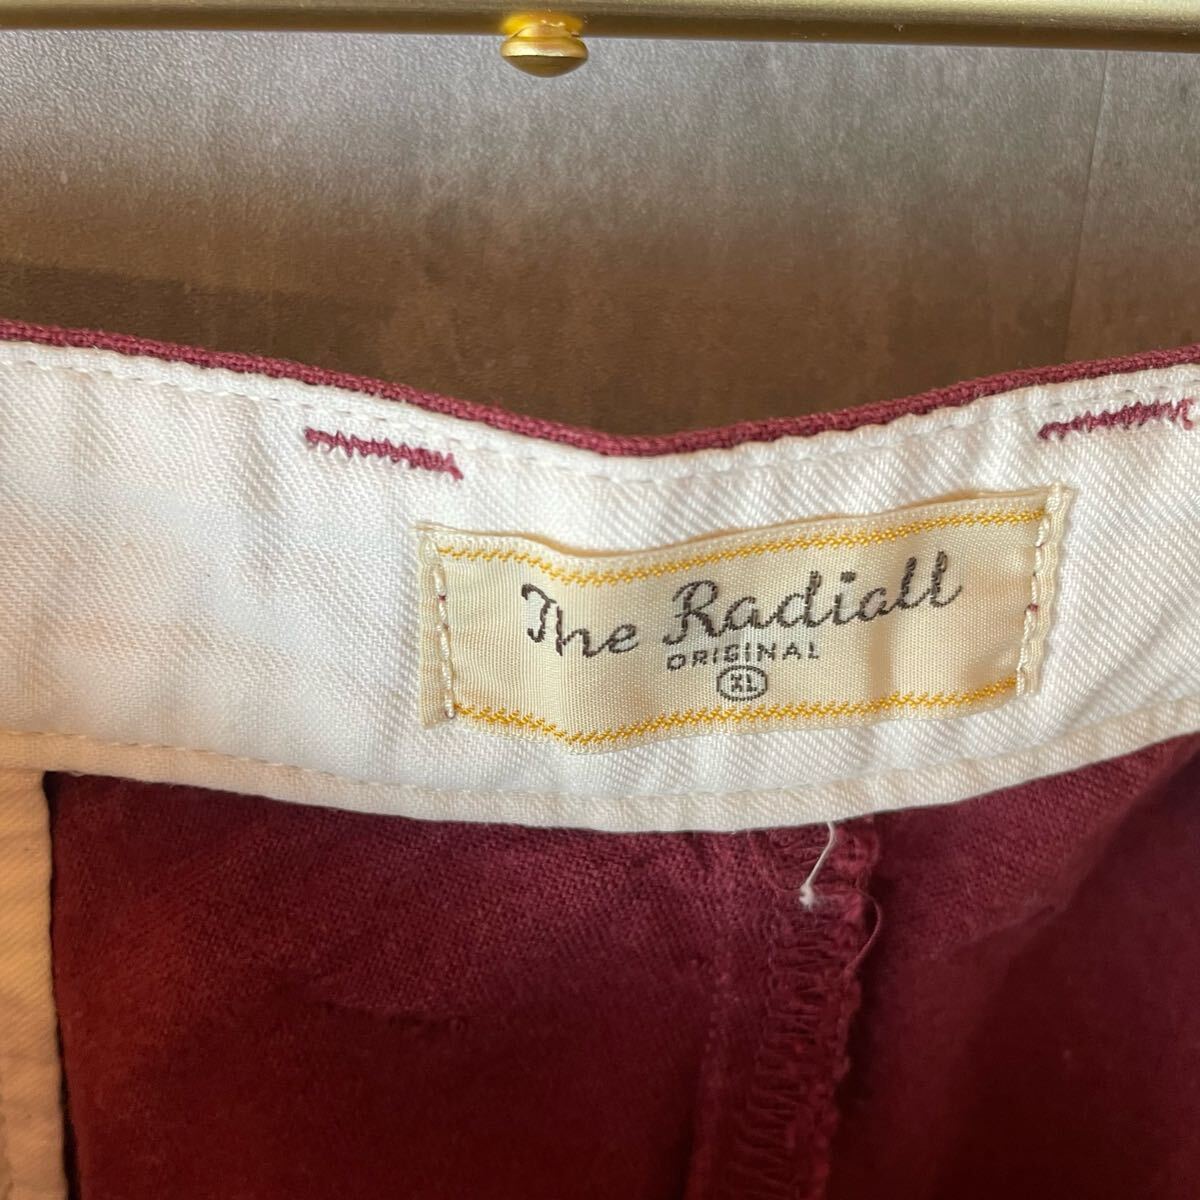 The Radiall
ORIGINAL
XL